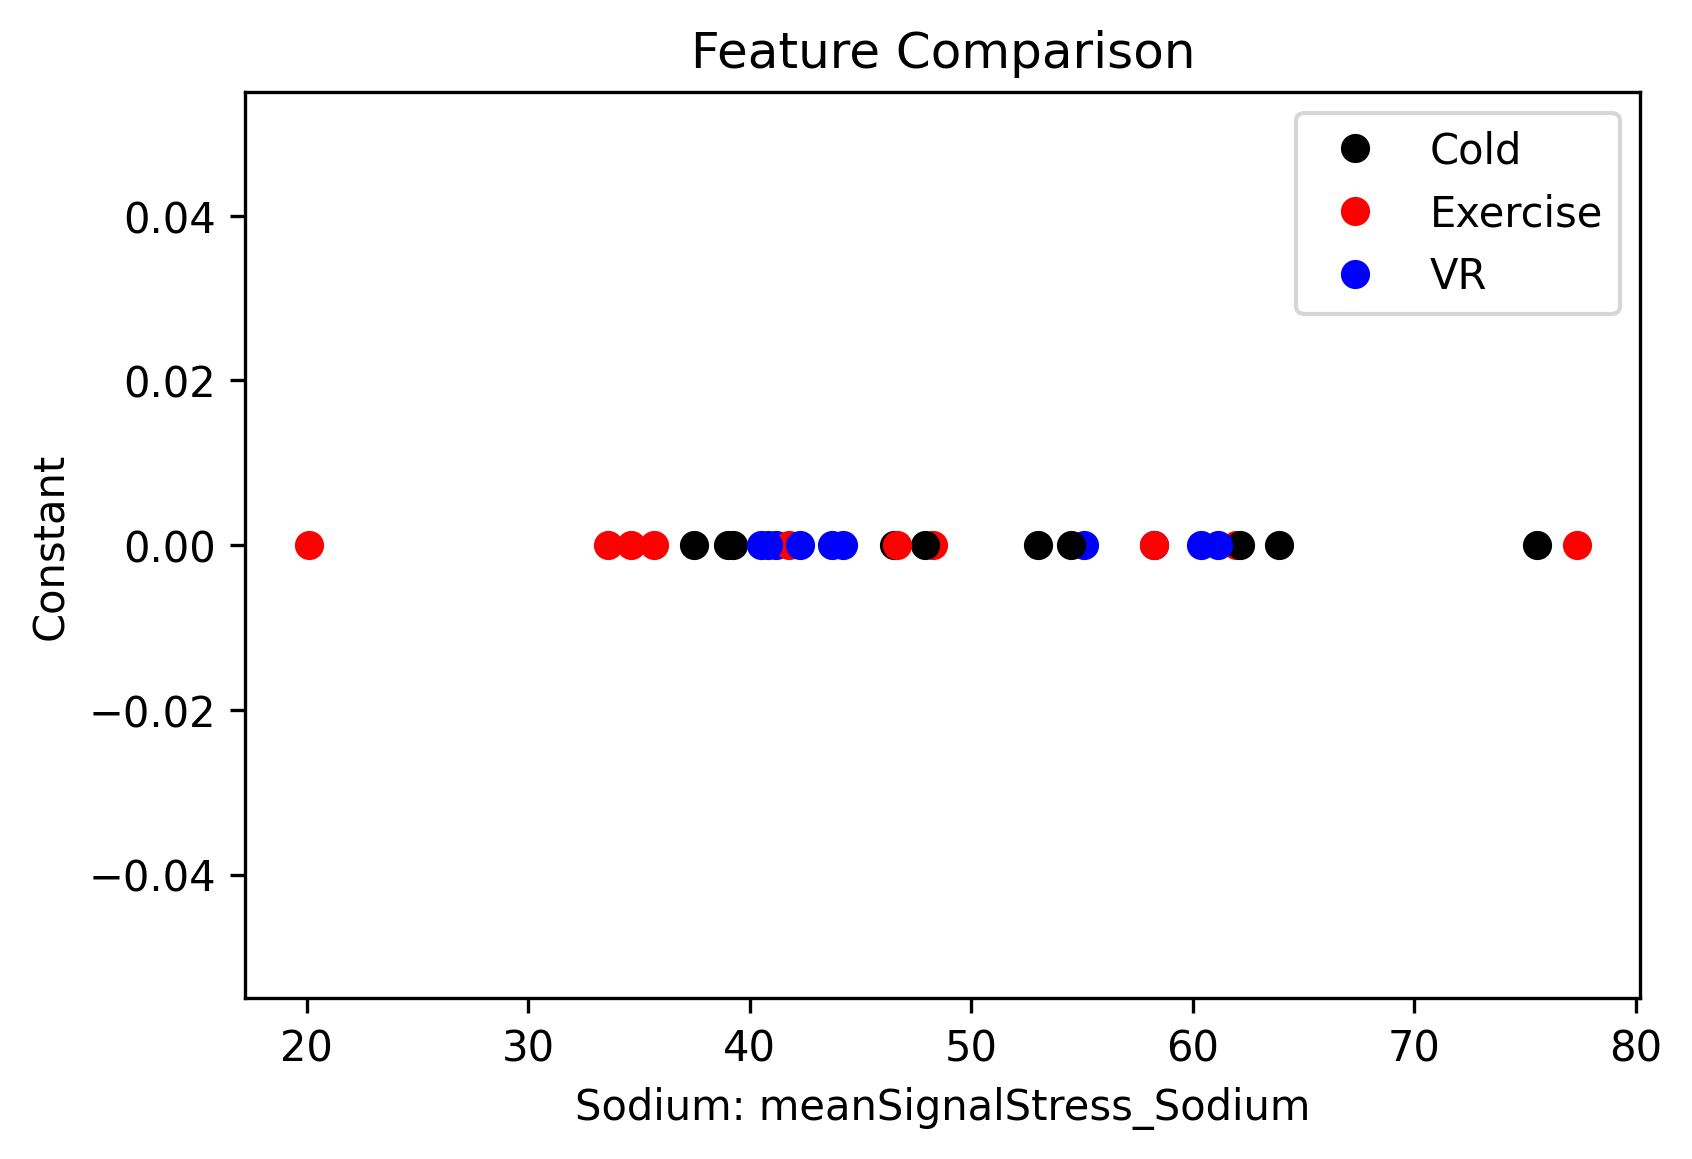 Feature Comparison
Cold
Exercise
VR
0.04
0.02
0.00
−0.02
−0.04
Constant
20 30 40 50 60 70 80
Sodium: meanSignalStress_Sodium